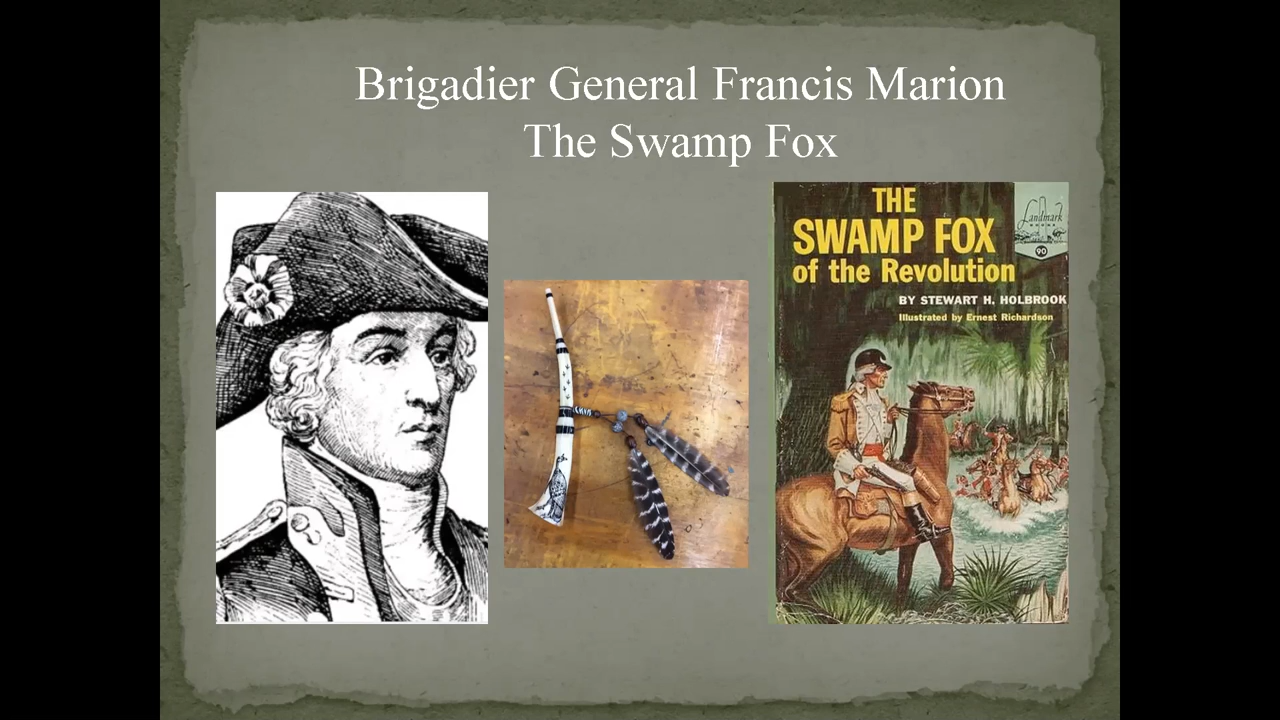 Brigadier General Francis Marion
The Swamp Fox
THE
SWAMP FOX
of the Revolution
Landmark
BOOKS
90
BY STEWART H. HOLBROOK
Illustrated by Ernest Richardson